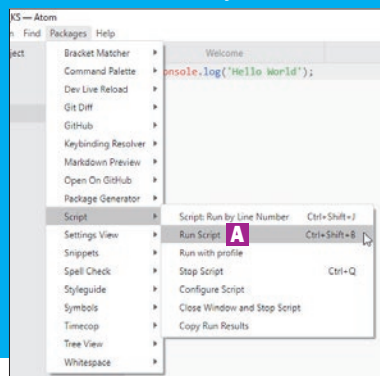 KS — Atom
Find Packages Help
ject
Welcome
onsole.log('Hello World');
Bracket Matcher
Command Palette
Dev Live Reload
Git Diff
GitHub
Keybinding Resolver
Markdown Preview
Open On GitHub
Package Generator
Script
Settings View
Snippets
Spell Check
Styleguide
Symbols
Timecop
Tree View
Whitespace
Script: Run by Line Number Ctrl+Shift+J
Run Script A Ctrl+Shift+B
Run with profile
Stop Script Ctrl+Q
Configure Script
Close Window and Stop Script
Copy Run Results